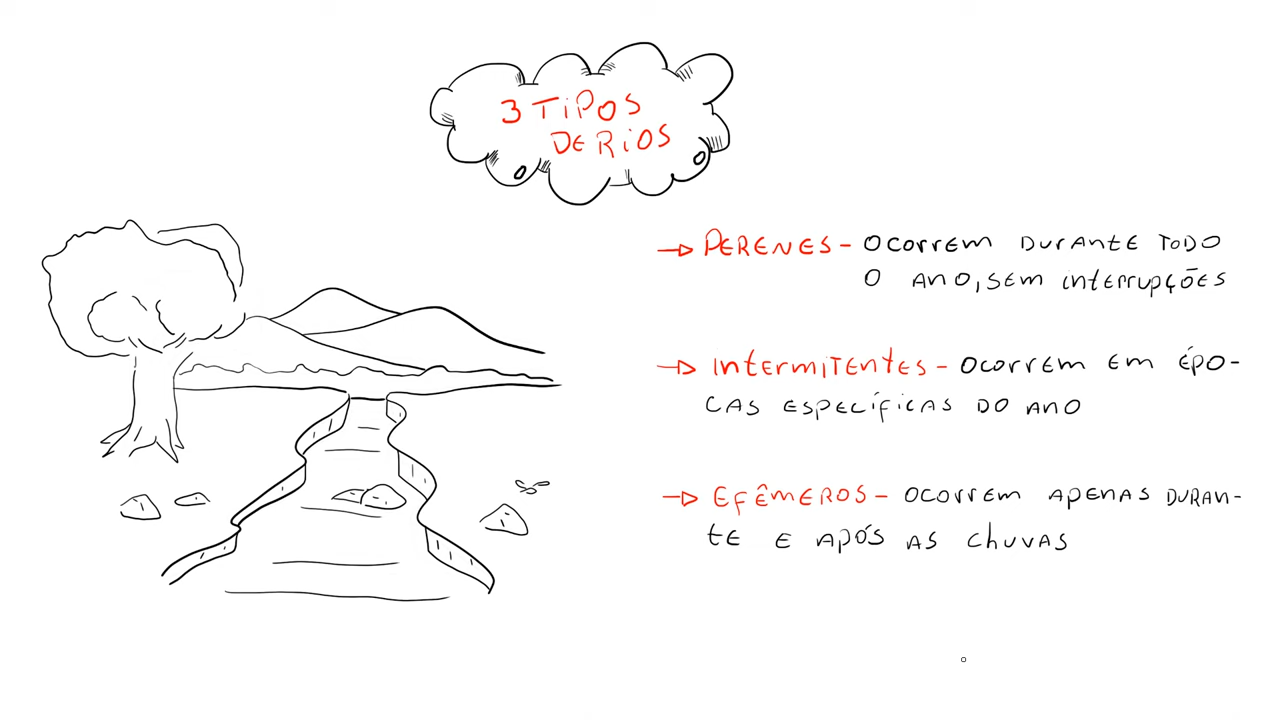 3 TIPOS
DE RIOS
PERENES - OCORREM DURANTE TODO
O ANO, SEM INTERRUPÇÕES
INTERMITENTES - OCORREM EM ÉPO-
CAS ESPECÍFICAS DO ANO
EFÊMEROS - OCORREM APENAS DURAN-
TE E APÓS AS CHUVAS